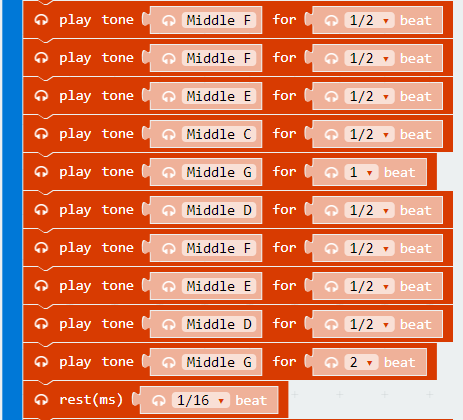 play tone Middle F for 1/2 beat
play tone Middle F for 1/2 beat
play tone Middle E for 1/2 beat
play tone Middle C for 1/2 beat
play tone Middle G for 1 beat
play tone Middle D for 1/2 beat
play tone Middle F for 1/2 beat
play tone Middle E for 1/2 beat
play tone Middle D for 1/2 beat
play tone Middle G for 2 beat
rest(ms) 1/16 beat